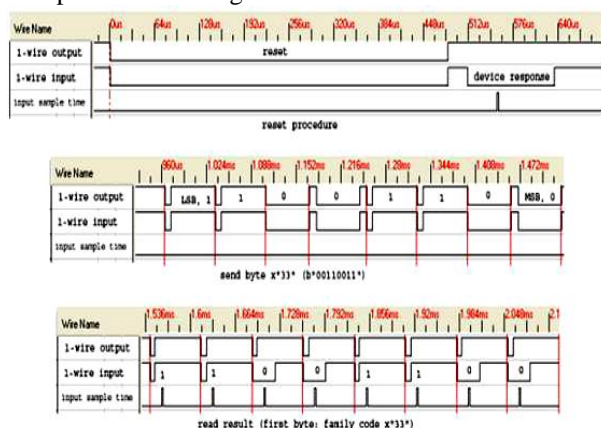 Wire Name 0us 64us 128us 192us 256us 320us 384us 448us 512us 576us 640us
1-wire output reset
1-wire input device response
input sample time
reset procedure
Wire Name 960us 1.024ms 1.088ms 1.152ms 1.216ms 1.28ms 1.344ms 1.408ms 1.472ms
1-wire output LSB, 1 1 0 0 1 1 0 MSB, 0
1-wire input
input sample time
send byte x"33" (b"00110011")
Wire Name 1.536ms 1.6ms 1.664ms 1.728ms 1.792ms 1.856ms 1.92ms 1.984ms 2.048ms 2.1
1-wire output
1-wire input 1 1 0 0 1 1 0 0
input sample time
read result (first byte: family code x"33")